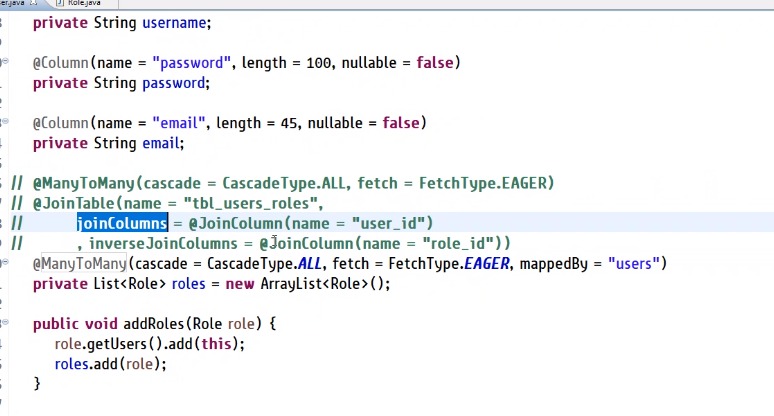 Role.java
private String username;
@Column(name = "password", length = 100, nullable = false)
private String password;
@Column(name = "email", length = 45, nullable = false)
private String email;
// @ManyToMany(cascade = CascadeType.ALL, fetch = FetchType.EAGER)
// @JoinTable(name = "tbl_users_roles",
// joinColumns = @JoinColumn(name = "user_id")
// , inverseJoinColumns = @JoinColumn(name = "role_id"))
@ManyToMany(cascade = CascadeType.ALL, fetch = FetchType.EAGER, mappedBy = "users")
private List<Role> roles = new ArrayList<Role>();
public void addRoles(Role role) {
role.getUsers().add(this);
roles.add(role);
}